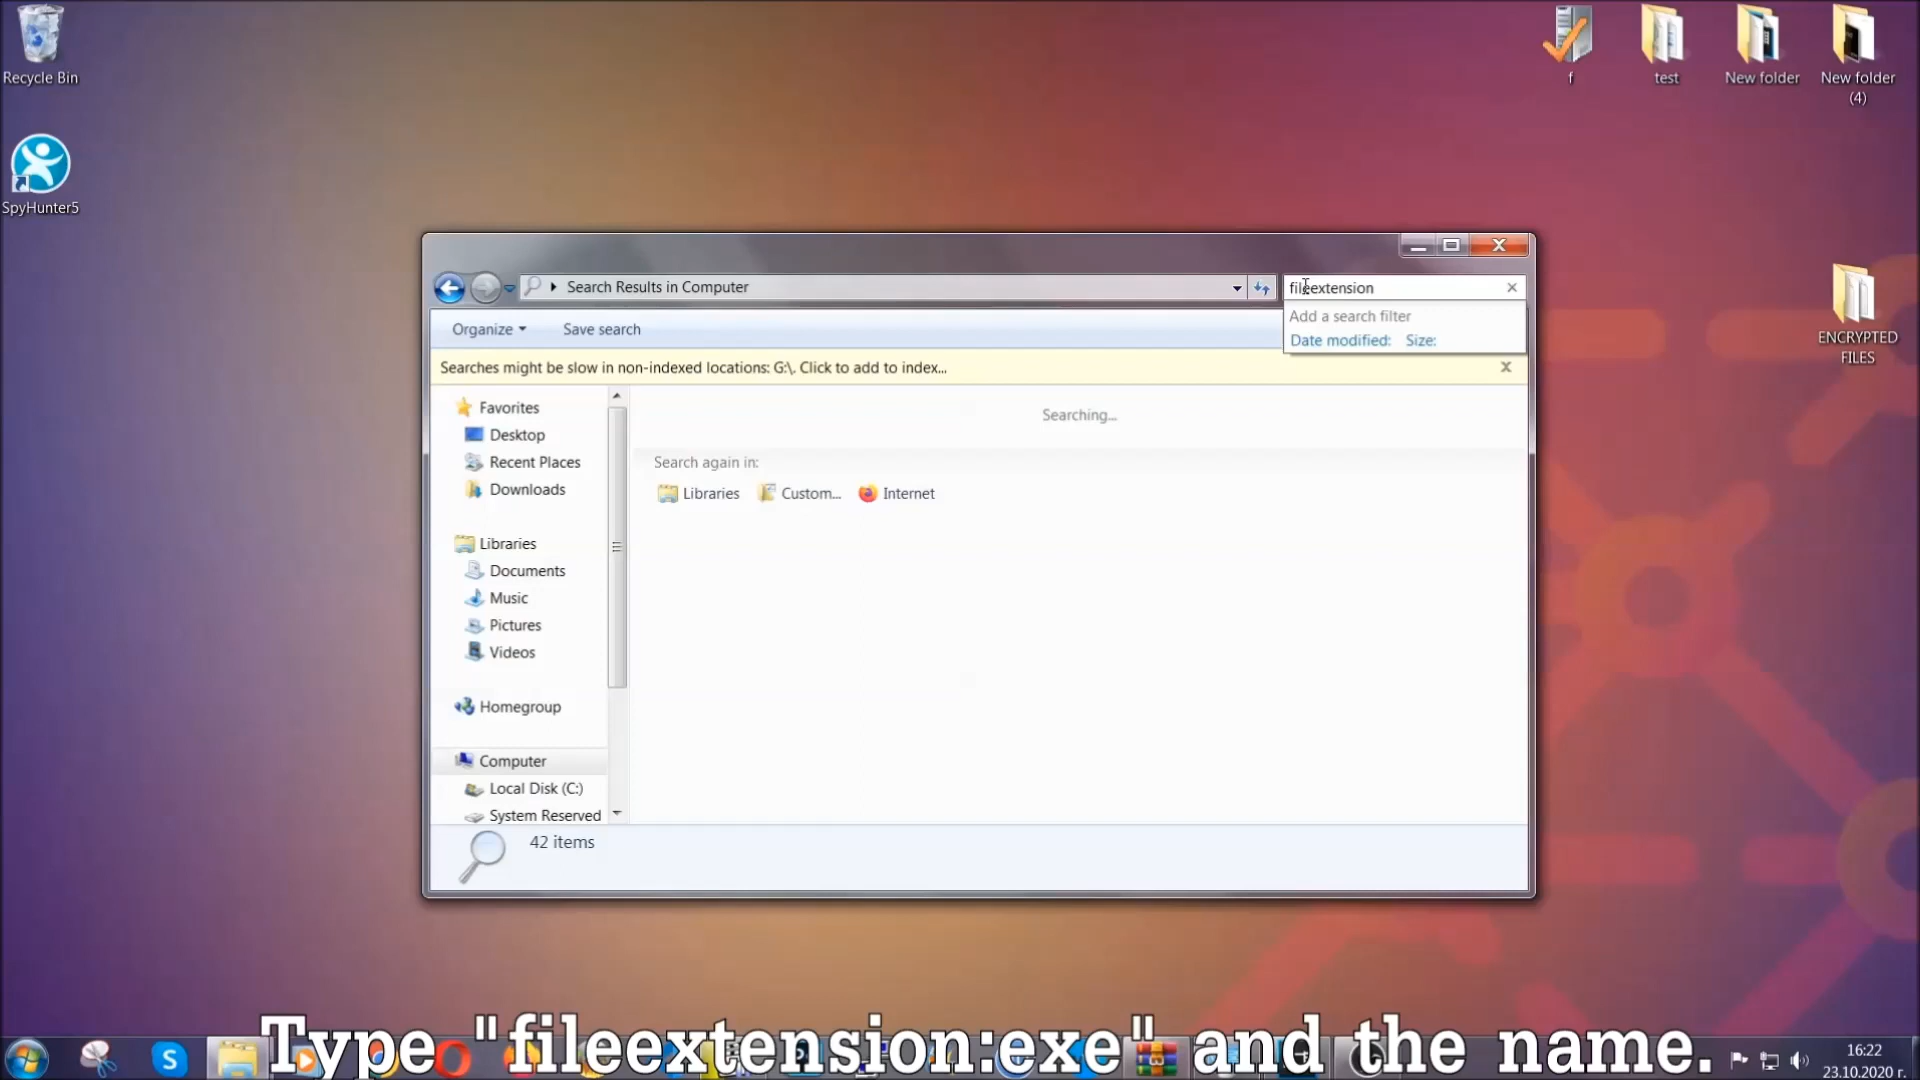 Recycle Bin
f
test
New folder
New folder
(4)
SpyHunter5
Search Results in Computer
fileextension
Add a search filter
Date modified: Size:
Organize
Save search
Searches might be slow in non-indexed locations: G:\. Click to add to index...
ENCRYPTED
FILES
Favorites
Desktop
Recent Places
Downloads
Libraries
Documents
Music
Pictures
Videos
Homegroup
Computer
Local Disk (C:)
System Reserved
Searching...
Search again in:
Libraries
Custom...
Internet
42 items
Type "fileextension:exe" and the name.
16:22
23.10.2020 г.